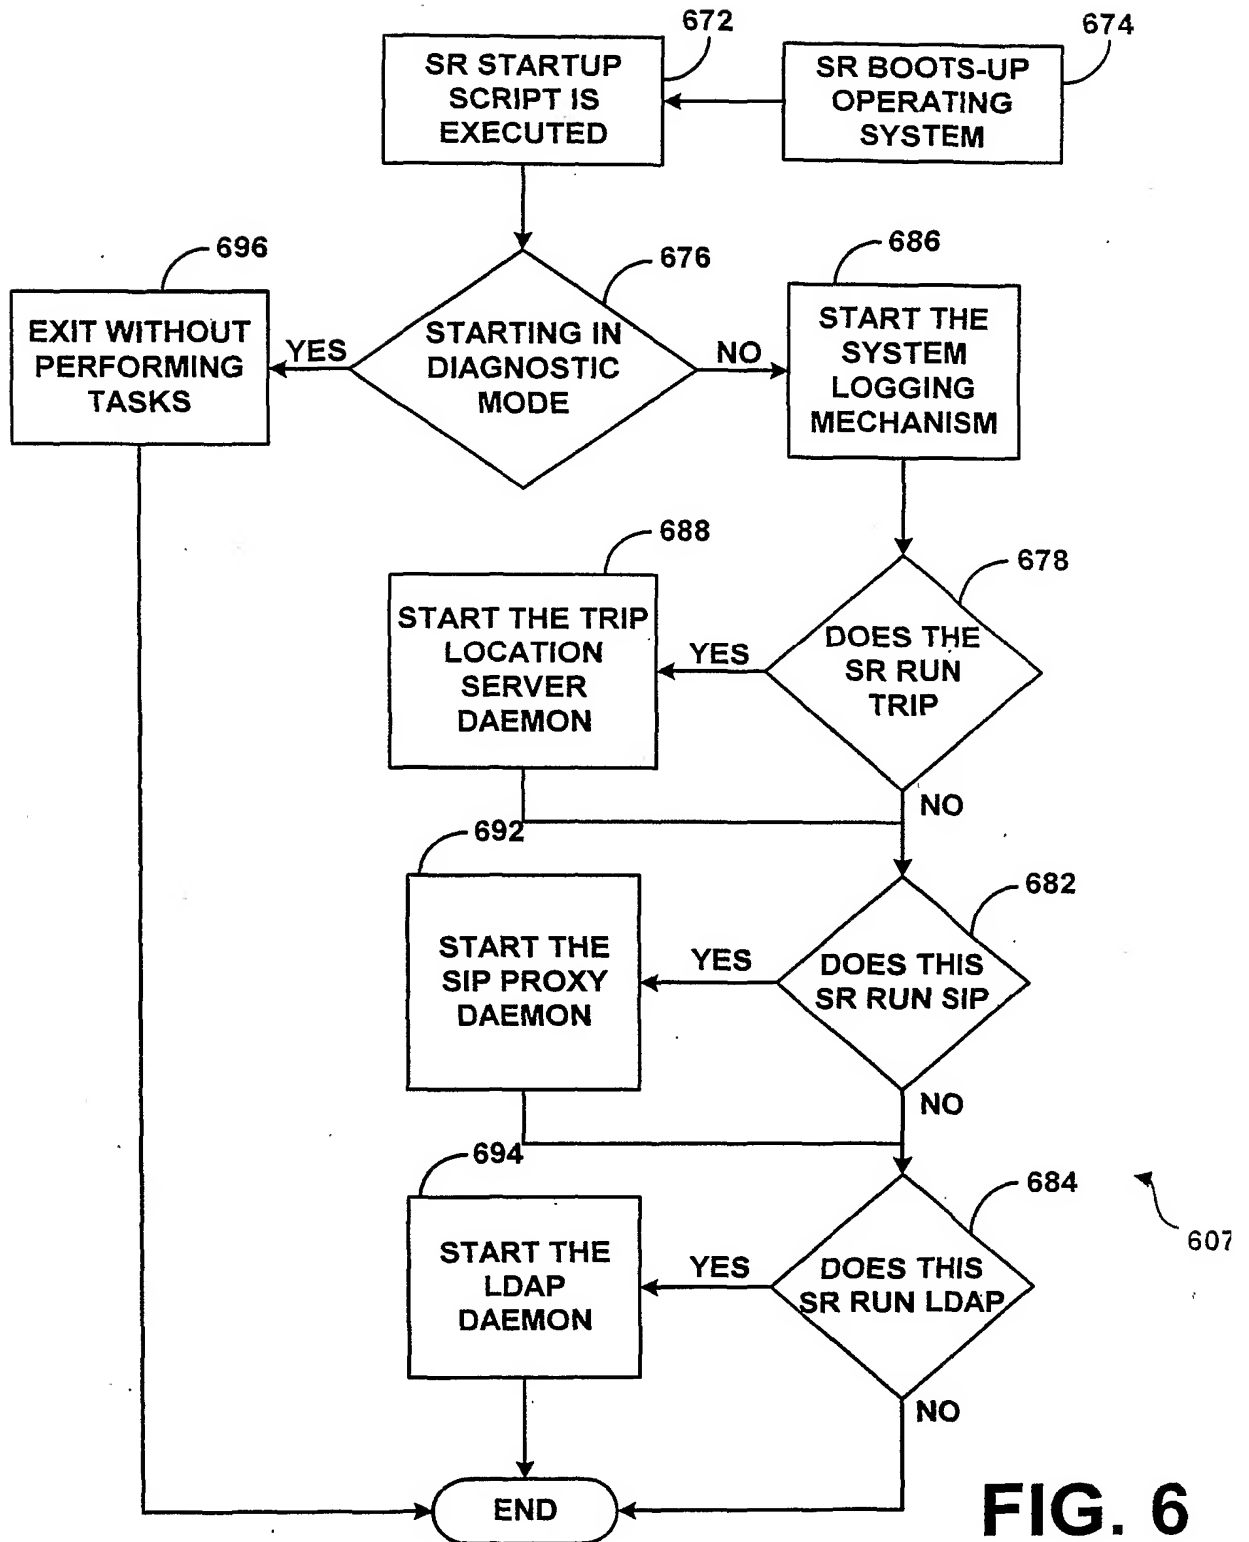 672
SR STARTUP
SCRIPT IS
EXECUTED
674
SR BOOTS-UP
OPERATING
SYSTEM
696
EXIT WITHOUT
PERFORMING
TASKS
YES
676
STARTING IN
DIAGNOSTIC
MODE
NO
686
START THE
SYSTEM
LOGGING
MECHANISM
688
START THE TRIP
LOCATION
SERVER
DAEMON
YES
678
DOES THE
SR RUN
TRIP
NO
692
START THE
SIP PROXY
DAEMON
YES
682
DOES THIS
SR RUN SIP
NO
694
START THE
LDAP
DAEMON
YES
684
DOES THIS
SR RUN LDAP
NO
607
END
FIG. 6